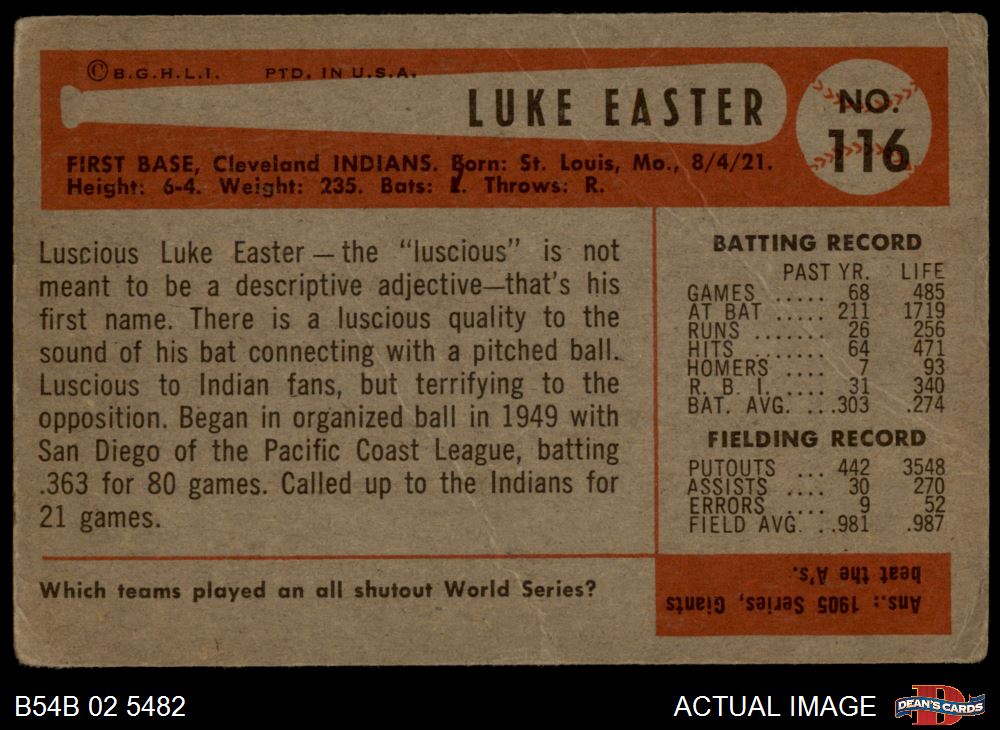 ©B.G.H.L.I. PTD. IN U.S.A.
LUKE EASTER
NO.
116
FIRST BASE, Cleveland INDIANS. Born: St. Louis, Mo., 8/4/21.
Height: 6-4. Weight: 235. Bats: L. Throws: R.
Luscious Luke Easter — the "luscious" is not
meant to be a descriptive adjective—that's his
first name. There is a luscious quality to the
sound of his bat connecting with a pitched ball.
Luscious to Indian fans, but terrifying to the
opposition. Began in organized ball in 1949 with
San Diego of the Pacific Coast League, batting
.363 for 80 games. Called up to the Indians for
21 games.
BATTING RECORD
PAST YR. LIFE
GAMES ..... 68 485
AT BAT ..... 211 1719
RUNS ....... 26 256
HITS ....... 64 471
HOMERS .... 7 93
R. B. I. .... 31 340
BAT. AVG. ...303 .274
FIELDING RECORD
PUTOUTS ... 442 3548
ASSISTS .... 30 270
ERRORS .... 9 52
FIELD AVG. ..981 .987
Which teams played an all shutout World Series?
Ans.: 1905 Series, Giants
beat the A's.
B54B 02 5482
ACTUAL IMAGE
D
DEAN'S CARDS